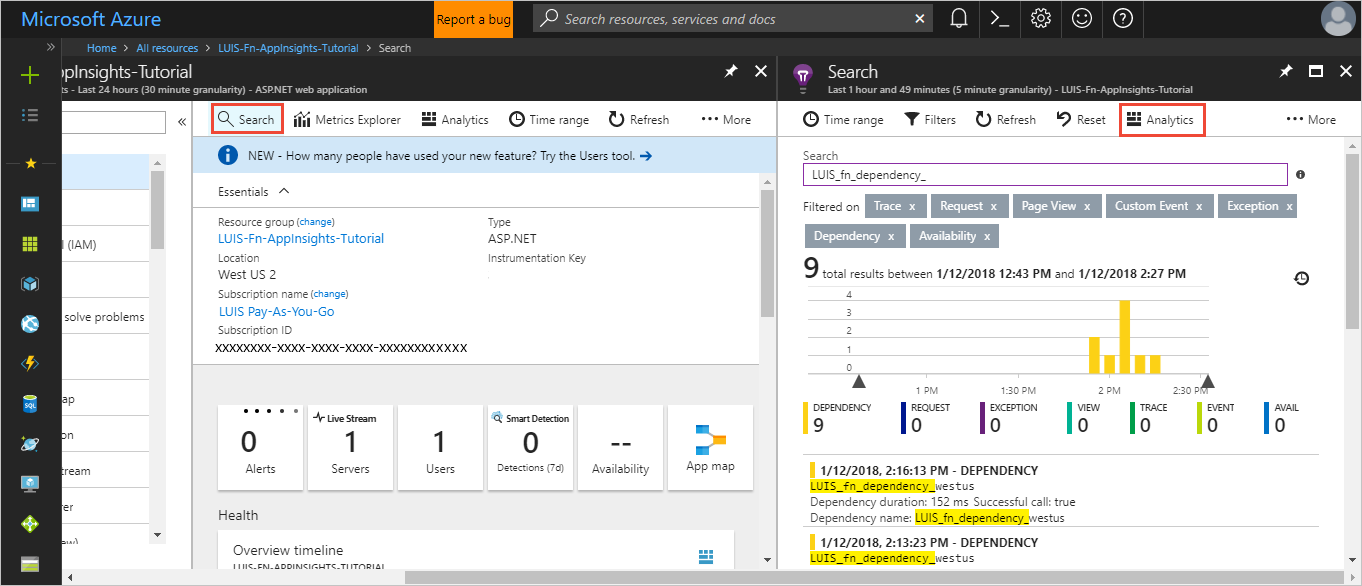 Microsoft Azure
Report a bug
Search resources, services and docs
Home > All resources > LUIS-Fn-AppInsights-Tutorial > Search
ppInsights-Tutorial
ts - Last 24 hours (30 minute granularity) - ASP.NET web application
l (IAM)
solve problems
ap
on
tream
rer
Search
Metrics Explorer
Analytics
Time range
Refresh
More
NEW - How many people have used your new feature? Try the Users tool.
Essentials
Resource group (change)
LUIS-Fn-AppInsights-Tutorial
Location
West US 2
Subscription name (change)
LUIS Pay-As-You-Go
Subscription ID
XXXXXXXX-XXXX-XXXX-XXXX-XXXXXXXXXXXX
Type
ASP.NET
Instrumentation Key
0
Alerts
Live Stream
1
Servers
1
Users
Smart Detection
0
Detections (7d)
--
Availability
App map
Health
Overview timeline
LUIS-FN-APPINSIGHTS-TUTORIAL
Search
Last 1 hour and 49 minutes (5 minute granularity) - LUIS-Fn-AppInsights-Tutorial
Time range
Filters
Refresh
Reset
Analytics
More
Search
LUIS_fn_dependency_
Filtered on Trace x Request x Page View x Custom Event x Exception x
Dependency x Availability x
9 total results between 1/12/2018 12:43 PM and 1/12/2018 2:27 PM
4
3
2
1
0
1 PM 1:30 PM 2 PM 2:30 PM
DEPENDENCY
9
REQUEST
0
EXCEPTION
0
VIEW
0
TRACE
0
EVENT
0
AVAIL
0
1/12/2018, 2:16:13 PM - DEPENDENCY
LUIS_fn_dependency_westus
Dependency duration: 152 ms Successful call: true
Dependency name: LUIS_fn_dependency_westus
1/12/2018, 2:13:23 PM - DEPENDENCY
LUIS_fn_dependency_westus